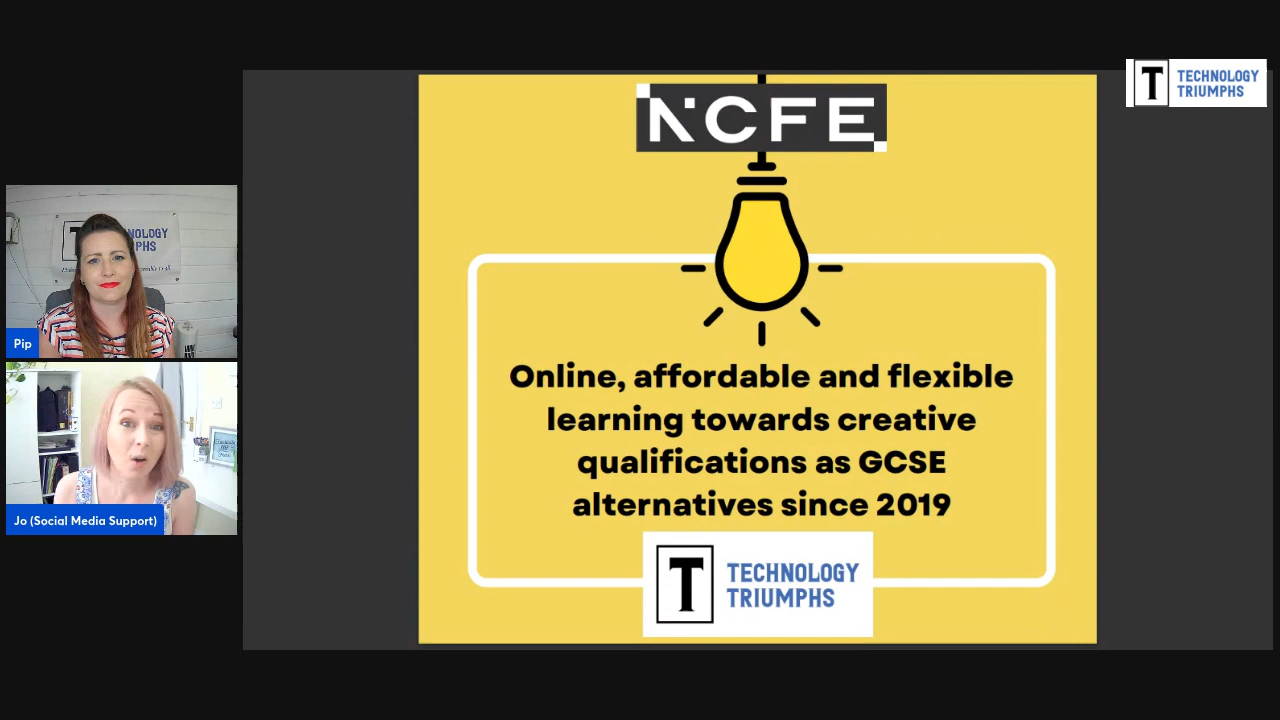 TECHNOLOGY
TRIUMPHS
NCFE
Online, affordable and flexible
learning towards creative
qualifications as GCSE
alternatives since 2019
T TECHNOLOGY
TRIUMPHS
Pip
Jo (Social Media Support)